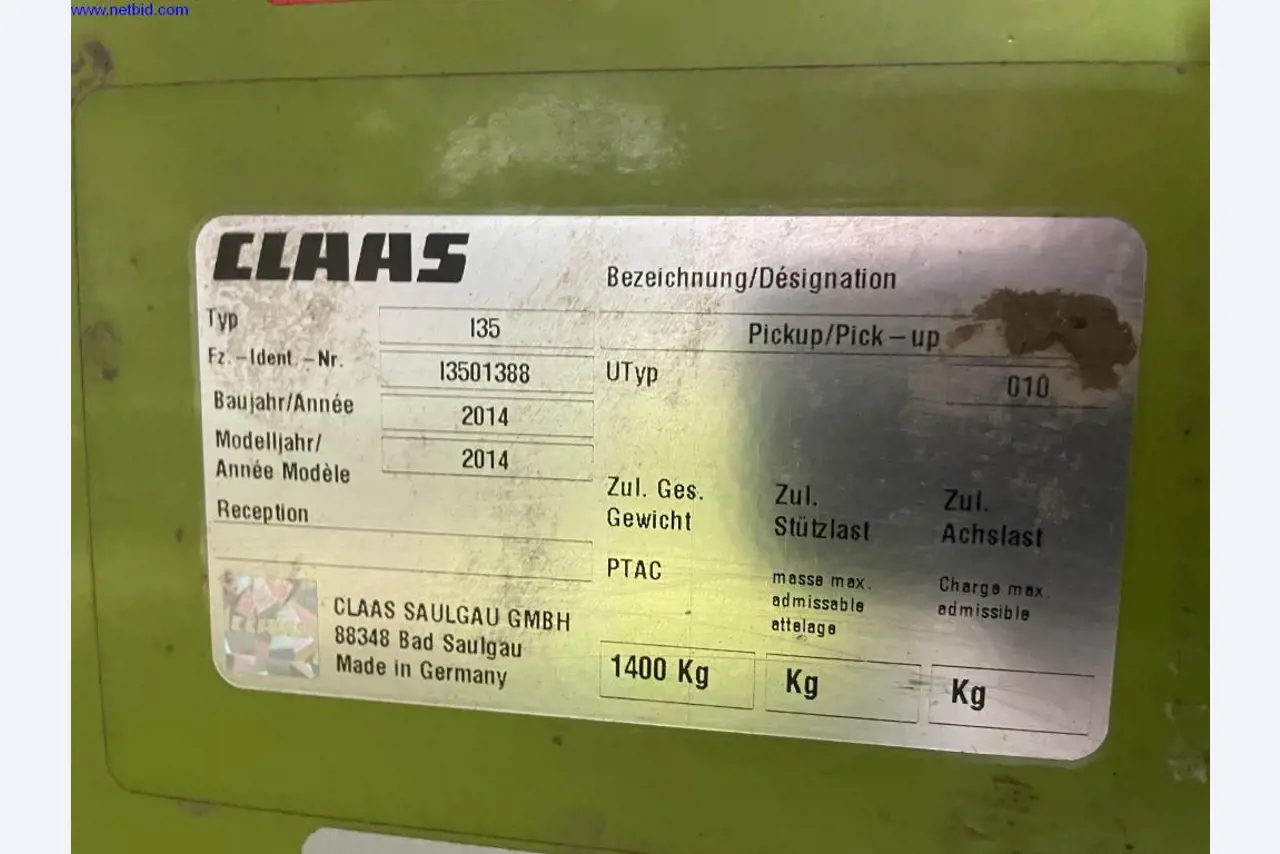 www.netbid.com
CLAAS
Bezeichnung/Désignation
Typ I35
Pickup/Pick-up
Fz.-Ident.-Nr. I3501388
UTyp 010
Baujahr/Année 2014
Modelljahr/
Année Modèle 2014
Reception
Zul. Ges.
Gewicht
PTAC
1400 Kg
Zul.
Stützlast
masse max.
admissable
attelage
Kg
Zul.
Achslast
Charge max.
admissible
Kg
CLAAS SAULGAU GMBH
88348 Bad Saulgau
Made in Germany